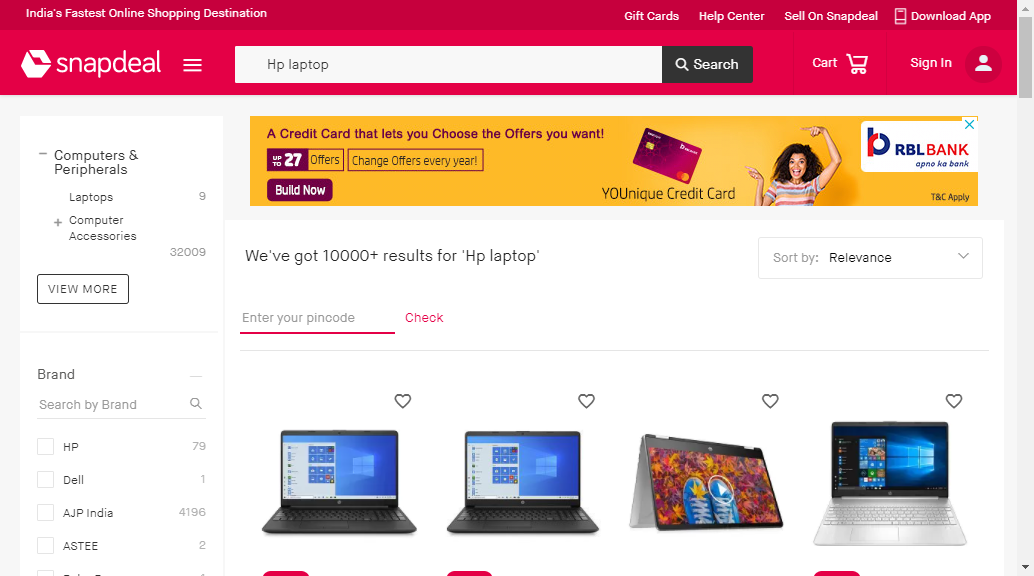 India's Fastest Online Shopping Destination
Gift Cards Help Center Sell On Snapdeal Download App
snapdeal
Hp laptop
Search
Cart
Sign In
Computers & Peripherals
Laptops 9
Computer Accessories
32009
VIEW MORE
Brand
Search by Brand
HP 79
Dell 1
AJP India 4196
ASTEE 2
A Credit Card that lets you Choose the Offers you want!
UP TO 27 Offers Change Offers every year!
Build Now
YOUnique Credit Card
RBLBANK
apno ka bank
T&C Apply
We've got 10000+ results for 'Hp laptop'
Sort by: Relevance
Enter your pincode Check